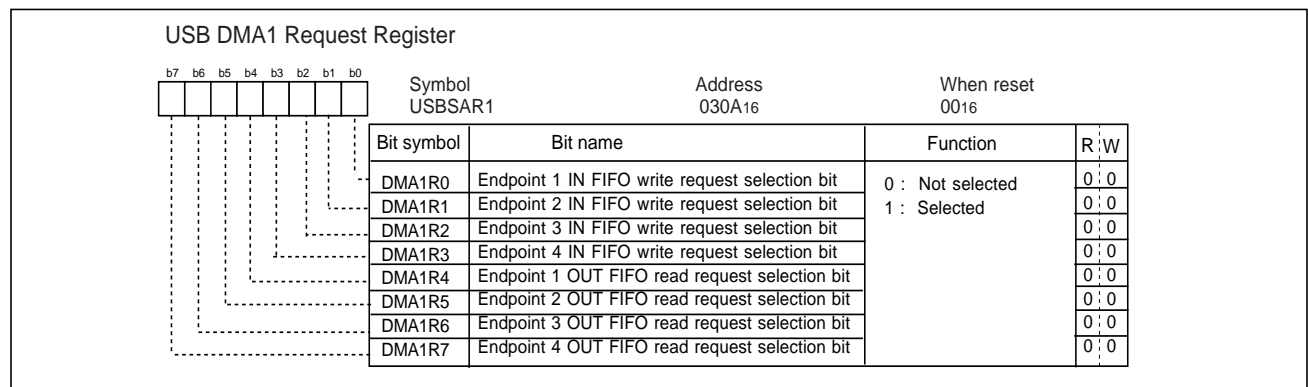 USB DMA1 Request Register
b7 b6 b5 b4 b3 b2 b1 b0
Symbol Address When reset
USBSAR1 030A16 0016
Bit symbol Bit name Function R W
DMA1R0 Endpoint 1 IN FIFO write request selection bit 0 : Not selected 0 0
DMA1R1 Endpoint 2 IN FIFO write request selection bit 1 : Selected 0 0
DMA1R2 Endpoint 3 IN FIFO write request selection bit 0 0
DMA1R3 Endpoint 4 IN FIFO write request selection bit 0 0
DMA1R4 Endpoint 1 OUT FIFO read request selection bit 0 0
DMA1R5 Endpoint 2 OUT FIFO read request selection bit 0 0
DMA1R6 Endpoint 3 OUT FIFO read request selection bit 0 0
DMA1R7 Endpoint 4 OUT FIFO read request selection bit 0 0